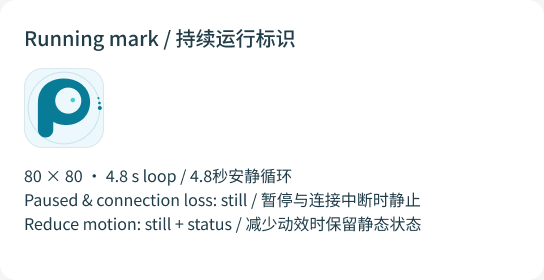 Running mark / 持续运行标识
80 × 80 · 4.8 s loop / 4.8秒安静循环
Paused & connection loss: still / 暂停与连接中断时静止
Reduce motion: still + status / 减少动效时保留静态状态